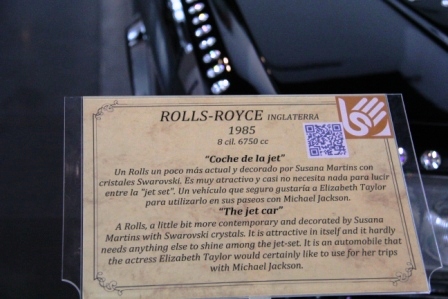 ROLLS-ROYCE INGLATERRA
1985
8 cil. 6750 cc
"Coche de la jet"
Un Rolls un poco más actual y decorado por Susana Martins con
cristales Swarovski. Es muy atractivo y casi no necesita nada para lucir
entre la "jet set". Un vehículo que seguro gustaría a Elizabeth Taylor
para utilizarlo en sus paseos con Michael Jackson.
"The jet car"
A Rolls, a little bit more contemporary and decorated by Susana
Martins with Swarovski crystals. It is attractive in itself and it hardly
needs anything else to shine among the jet-set. It is an automobile that
the actress Elizabeth Taylor would certainly like to use for her trips
with Michael Jackson.